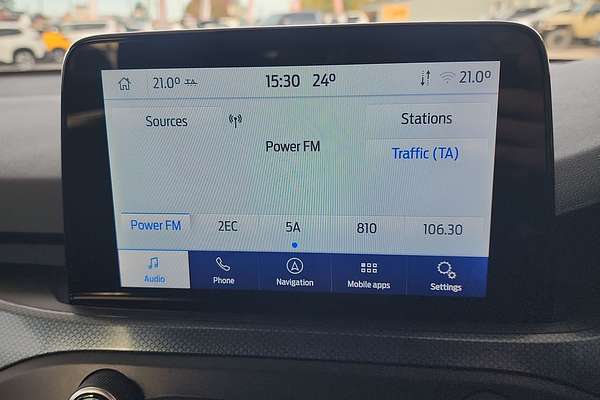 21.0° TA 15:30 24° 21.0°
Sources Stations
Power FM
Traffic (TA)
Power FM 2EC 5A 810 106.30
Audio Phone Navigation Mobile apps Settings